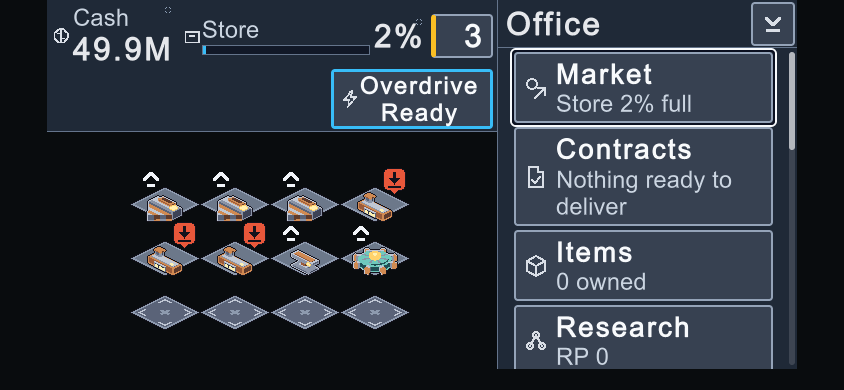 Cash
49.9M
Store
2%
3
Overdrive
Ready
Office
Market
Store 2% full
Contracts
Nothing ready to
deliver
Items
0 owned
Research
RP 0